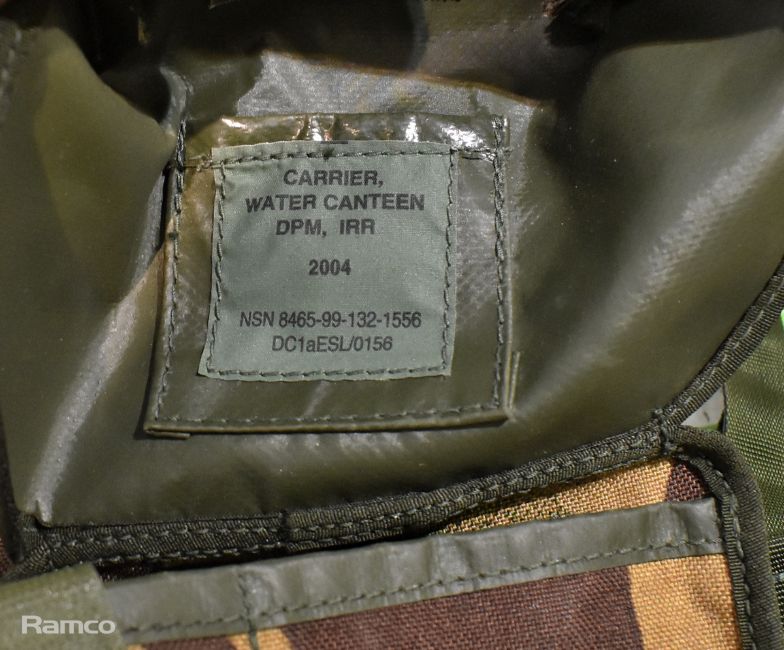 CARRIER,
WATER CANTEEN
DPM, IRR
2004
NSN 8465-99-132-1556
DC1aESL/0156
Ramco